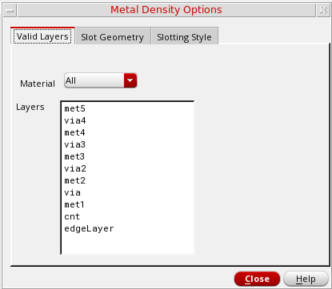 Metal Density Options
Valid Layers Slot Geometry Slotting Style
Material All
Layers
met5
via4
met4
via3
met3
via2
met2
via
met1
cnt
edgeLayer
Close Help